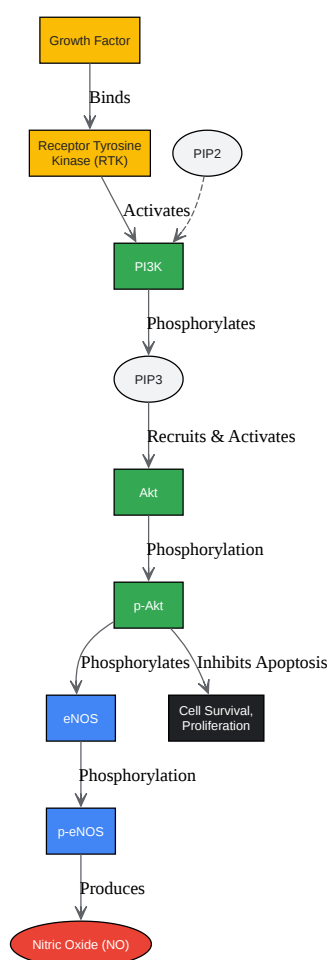 Growth Factor
Binds
Receptor Tyrosine
Kinase (RTK)
PIP2
Activates
PI3K
Phosphorylates
PIP3
Recruits & Activates
Akt
Phosphorylation
p-Akt
Phosphorylates
Inhibits Apoptosis
eNOS
Cell Survival,
Proliferation
Phosphorylation
p-eNOS
Produces
Nitric Oxide (NO)